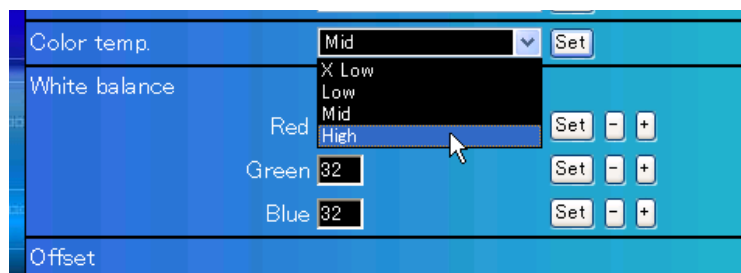 Color temp. Mid Set
X Low
White balance
Low
Mid
Red Set - +
High
Green 32 Set - +
Blue 32 Set - +
Offset